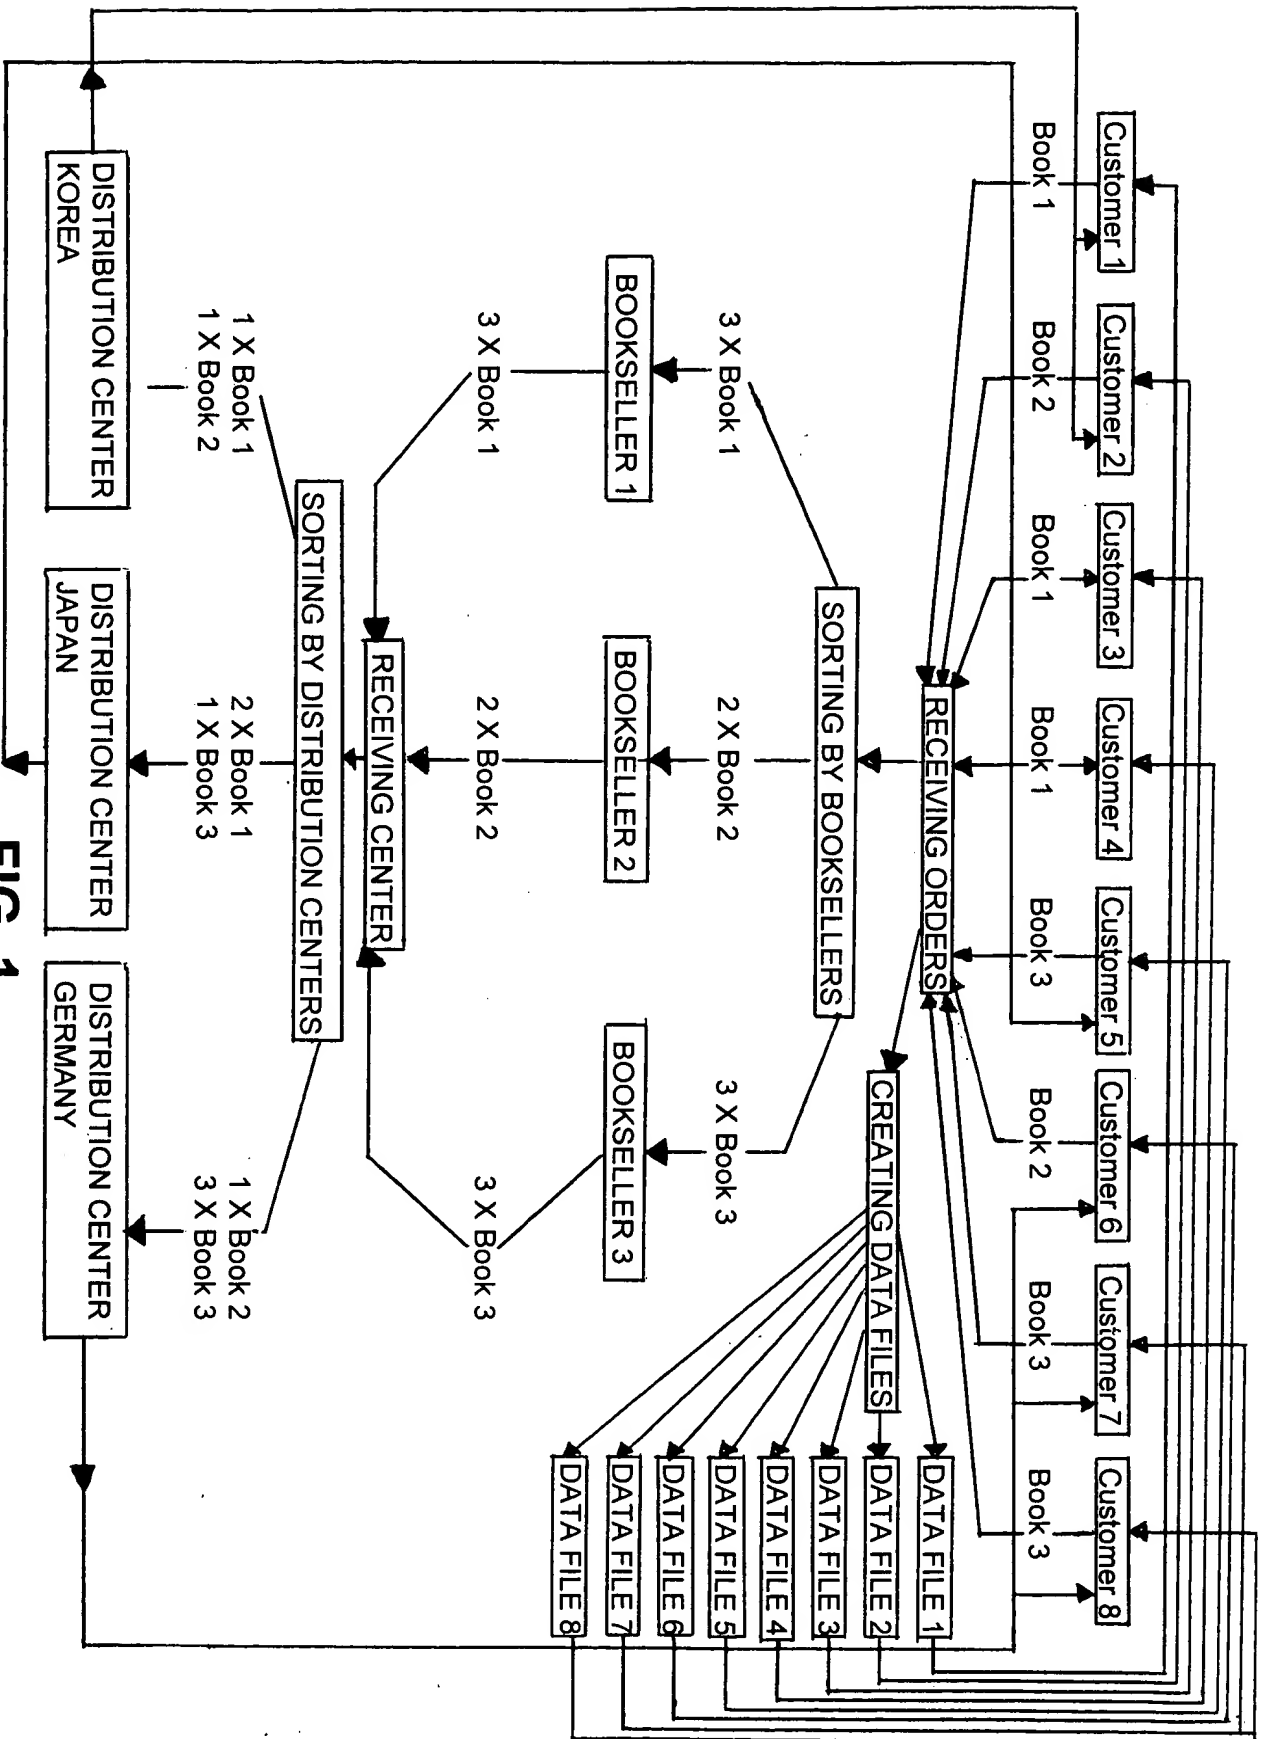 Customer 1
Customer 2
Customer 3
Customer 4
Customer 5
Customer 6
Customer 7
Customer 8
Book 1
Book 2
Book 1
Book 1
Book 3
Book 2
Book 3
Book 3
RECEIVING ORDERS
CREATING DATA FILES
DATA FILE 1
DATA FILE 2
DATA FILE 3
DATA FILE 4
DATA FILE 5
DATA FILE 6
DATA FILE 7
DATA FILE 8
SORTING BY BOOKSELLERS
3 X Book 1
2 X Book 2
3 X Book 3
BOOKSELLER 1
BOOKSELLER 2
BOOKSELLER 3
3 X Book 1
2 X Book 2
3 X Book 3
RECEIVING CENTER
SORTING BY DISTRIBUTION CENTERS
1 X Book 1
1 X Book 2
2 X Book 1
1 X Book 3
1 X Book 2
3 X Book 3
DISTRIBUTION CENTER
KOREA
DISTRIBUTION CENTER
JAPAN
DISTRIBUTION CENTER
GERMANY
FIG. 1